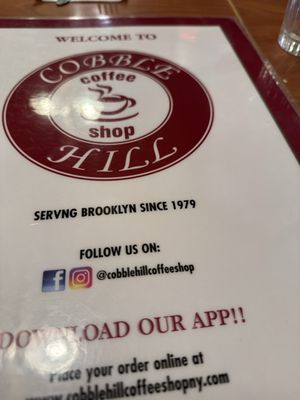 WELCOME TO
COBBLE
coffee
shop
HILL
SERVNG BROOKLYN SINCE 1979
FOLLOW US ON:
@cobblehillcoffeeshop
DOWNLOAD OUR APP!!
Place your order online at
www.cobblehillcoffeeshopny.com